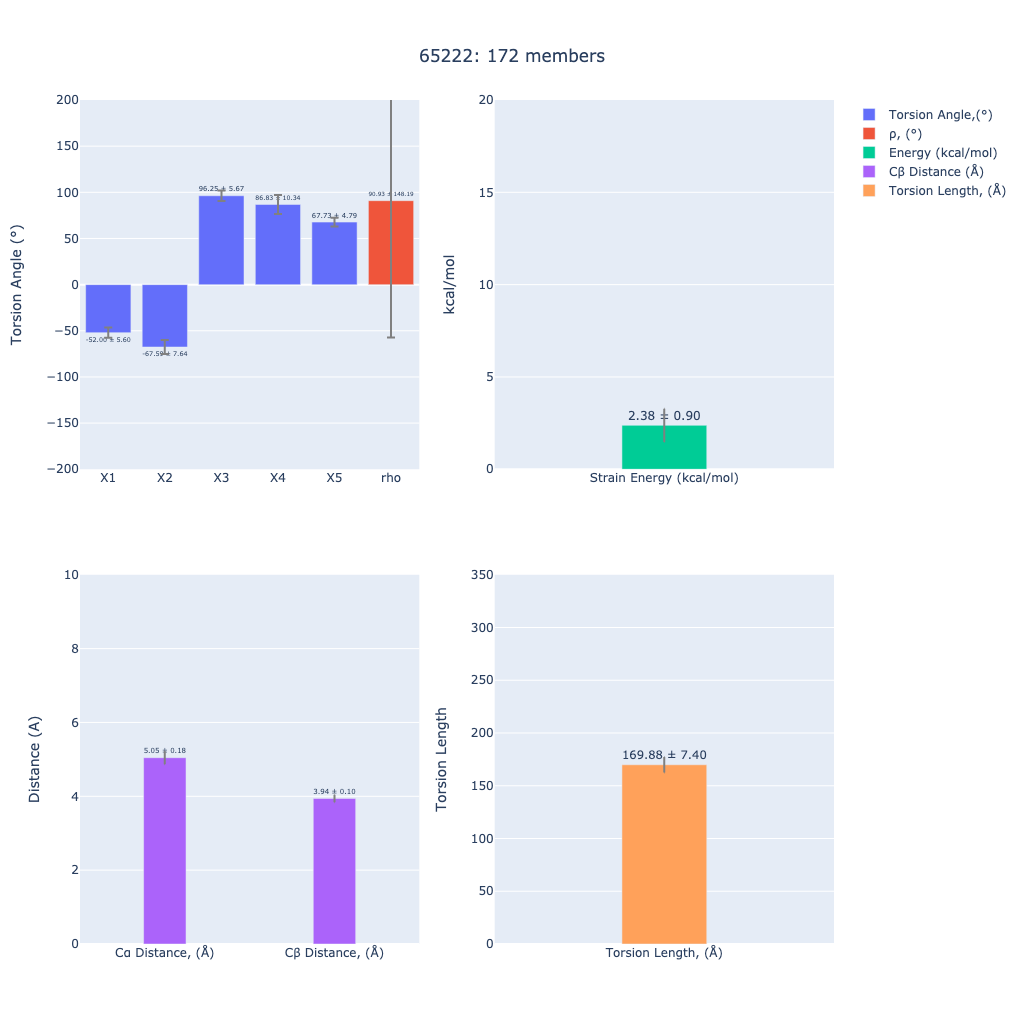 65222: 172 members
200
150
100
50
0
−50
−100
−150
−200
Torsion Angle (°)
96.25 ± 5.67
86.83 ± 10.34
67.73 ± 4.79
90.93 ± 148.19
-52.00 ± 5.60
-67.59 ± 7.64
X1 X2 X3 X4 X5 rho
20
15
10
5
0
kcal/mol
2.38 ± 0.90
Strain Energy (kcal/mol)
Torsion Angle,(°)
ρ, (°)
Energy (kcal/mol)
Cβ Distance (Å)
Torsion Length, (Å)
10
8
6
4
2
0
Distance (A)
5.05 ± 0.18
3.94 ± 0.10
Cα Distance, (Å) Cβ Distance, (Å)
350
300
250
200
150
100
50
0
Torsion Length
169.88 ± 7.40
Torsion Length, (Å)